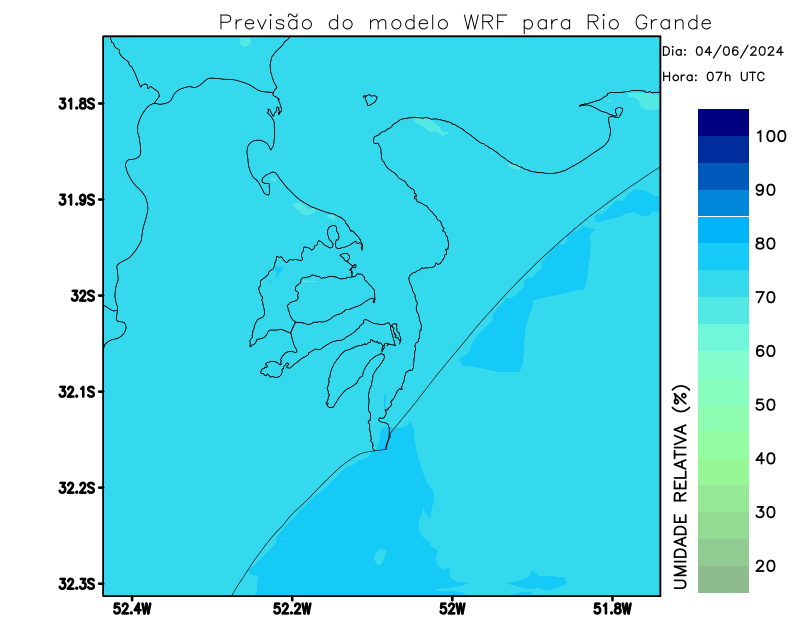 Previsão do modelo WRF para Rio Grande
Dia: 04/06/2024
Hora: 07h UTC
31.8S
31.9S
32S
32.1S
32.2S
32.3S
52.4W
52.2W
52W
51.8W
100
90
80
70
60
50
40
30
20
UMIDADE RELATIVA (%)